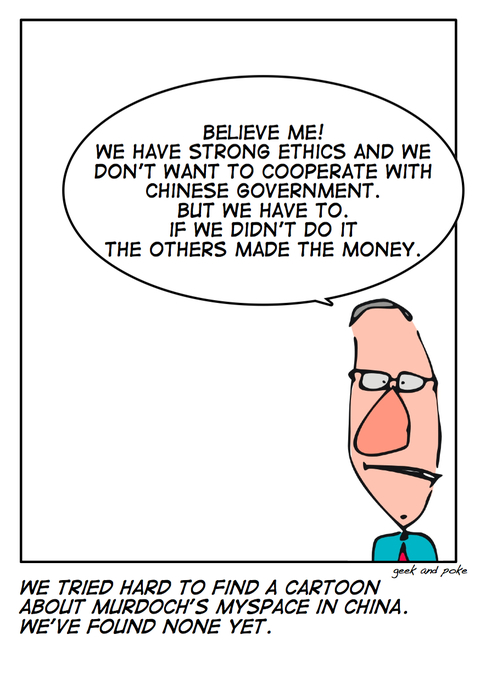 BELIEVE ME!
WE HAVE STRONG ETHICS AND WE
DON'T WANT TO COOPERATE WITH
CHINESE GOVERNMENT.
BUT WE HAVE TO.
IF WE DIDN'T DO IT
THE OTHERS MADE THE MONEY.
geek and poke
WE TRIED HARD TO FIND A CARTOON
ABOUT MURDOCH'S MYSPACE IN CHINA.
WE'VE FOUND NONE YET.